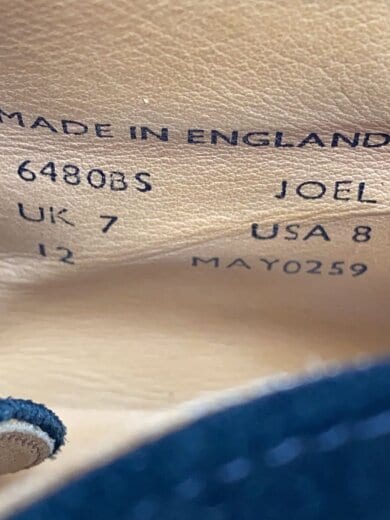 MADE IN ENGLAND
6480BS JOEL
UK 7 USA 8
12 MAY0259